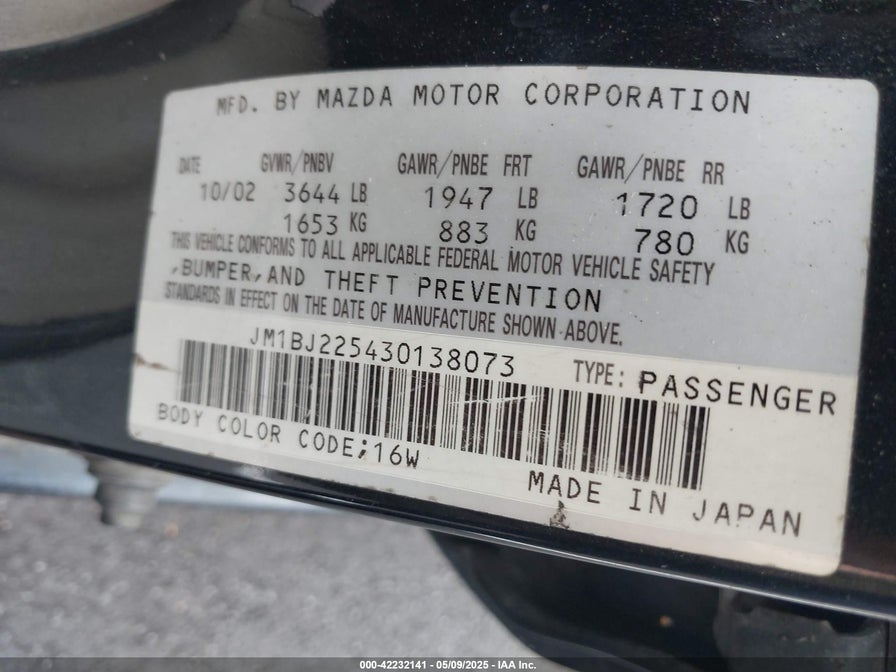 MFD. BY MAZDA MOTOR CORPORATION
DATE GVWR/PNBV GAWR/PNBE FRT GAWR/PNBE RR
10/02 3644 LB 1947 LB 1720 LB
1653 KG 883 KG 780 KG
THIS VEHICLE CONFORMS TO ALL APPLICABLE FEDERAL MOTOR VEHICLE SAFETY
,BUMPER,AND THEFT PREVENTION
STANDARDS IN EFFECT ON THE DATE OF MANUFACTURE SHOWN ABOVE.
JM1BJ225430138073 TYPE: PASSENGER
BODY COLOR CODE;16W
MADE IN JAPAN
000-42232141 - 05/09/2025 - IAA Inc.